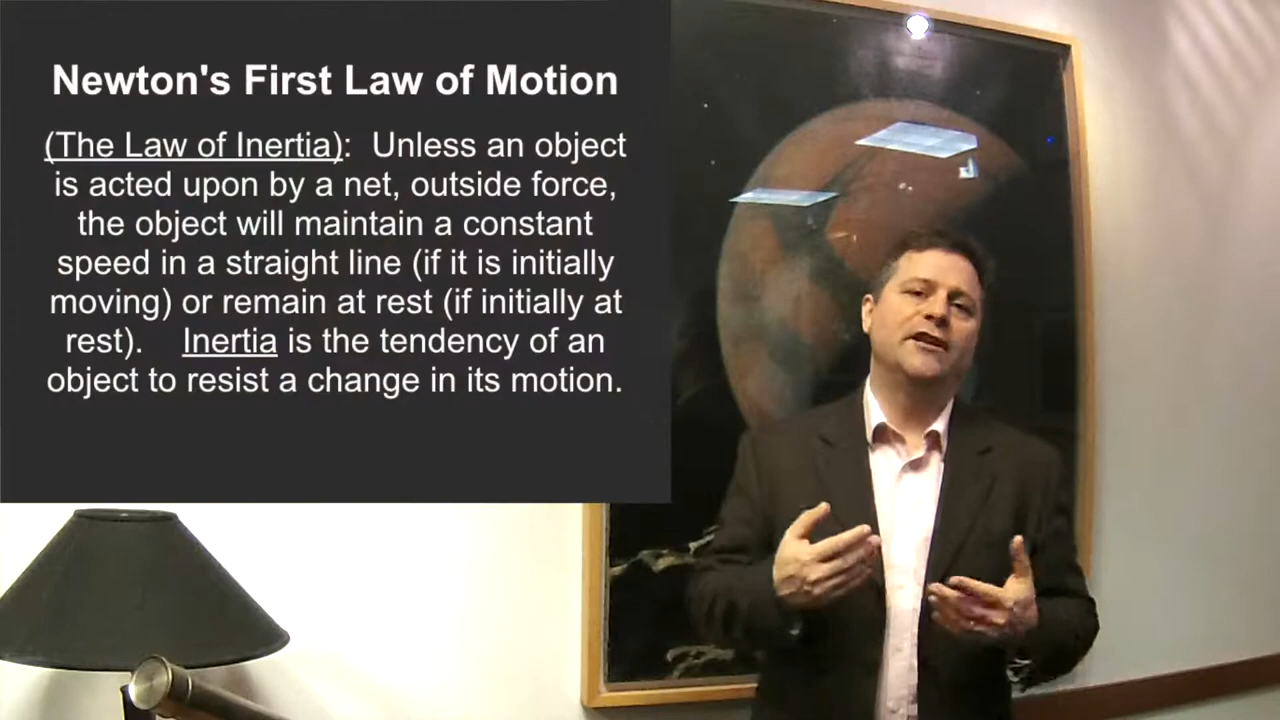 Newton's First Law of Motion
(The Law of Inertia):  Unless an object
is acted upon by a net, outside force,
the object will maintain a constant
speed in a straight line (if it is initially
moving) or remain at rest (if initially at
rest).    Inertia is the tendency of an
object to resist a change in its motion.